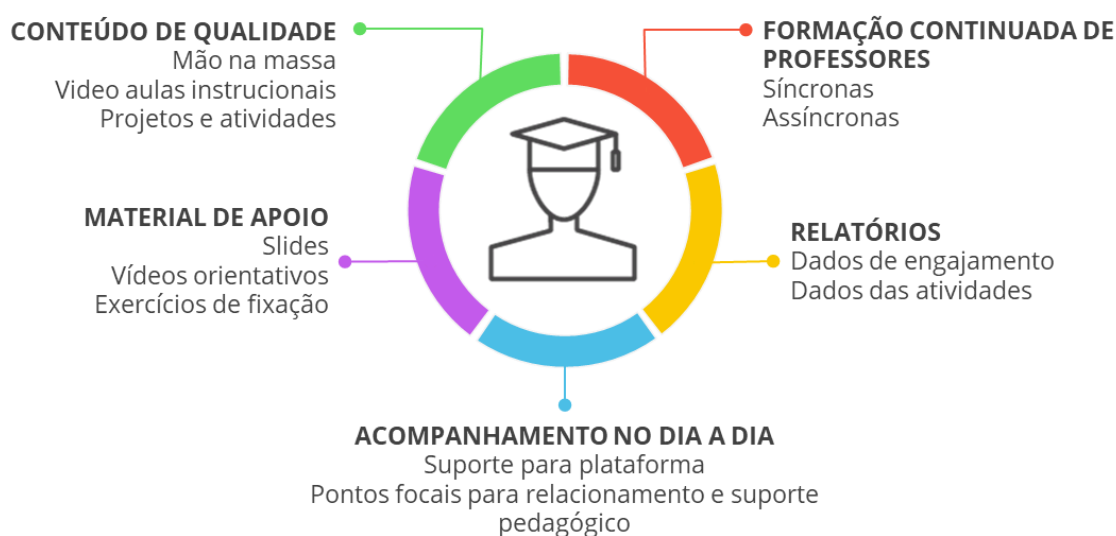 CONTEÚDO DE QUALIDADE
Mão na massa
Video aulas instrucionais
Projetos e atividades
FORMAÇÃO CONTINUADA DE
PROFESSORES
Síncronas
Assíncronas
MATERIAL DE APOIO
Slides
Vídeos orientativos
Exercícios de fixação
RELATÓRIOS
Dados de engajamento
Dados das atividades
ACOMPANHAMENTO NO DIA A DIA
Suporte para plataforma
Pontos focais para relacionamento e suporte
pedagógico